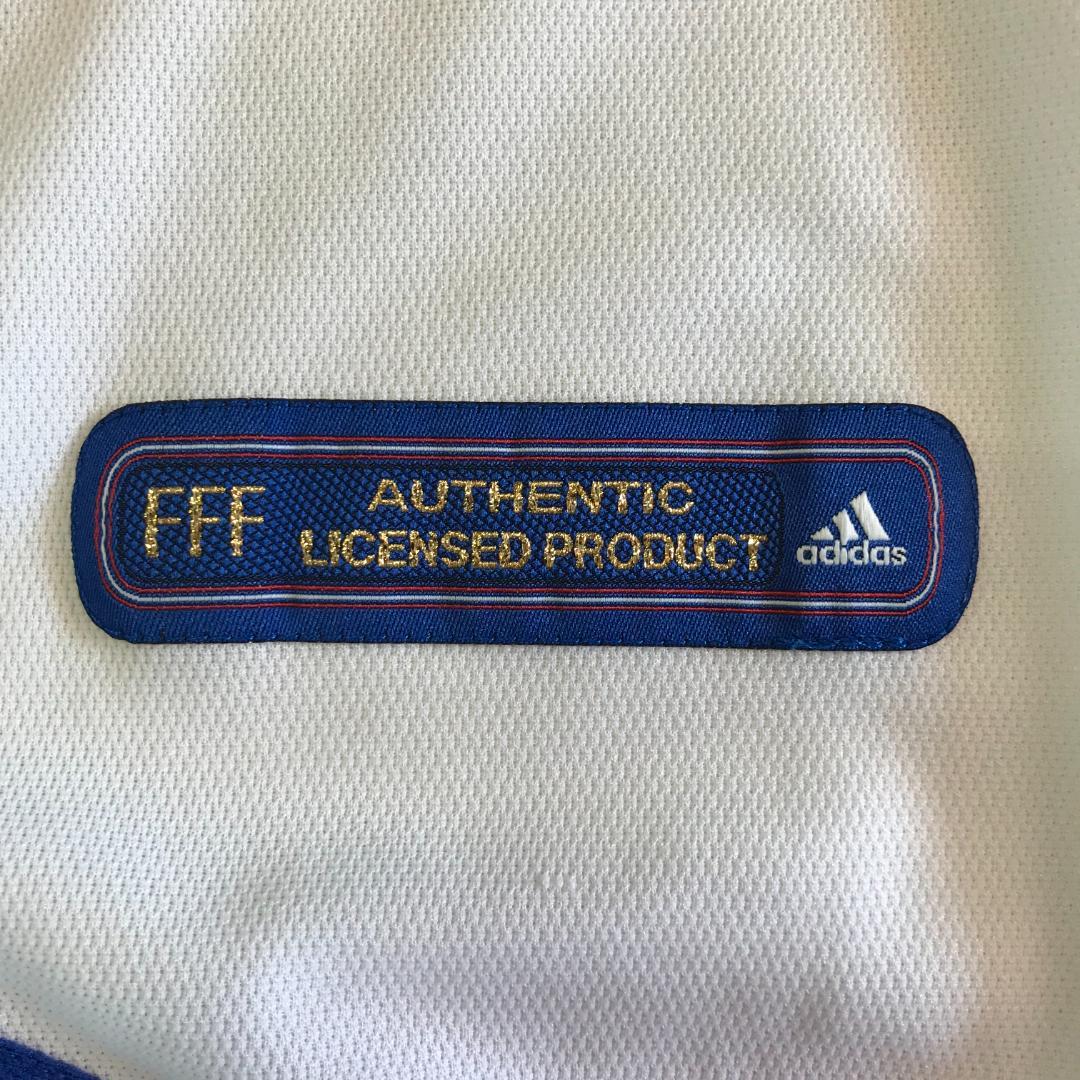 FFF
AUTHENTIC
LICENSED PRODUCT
adidas